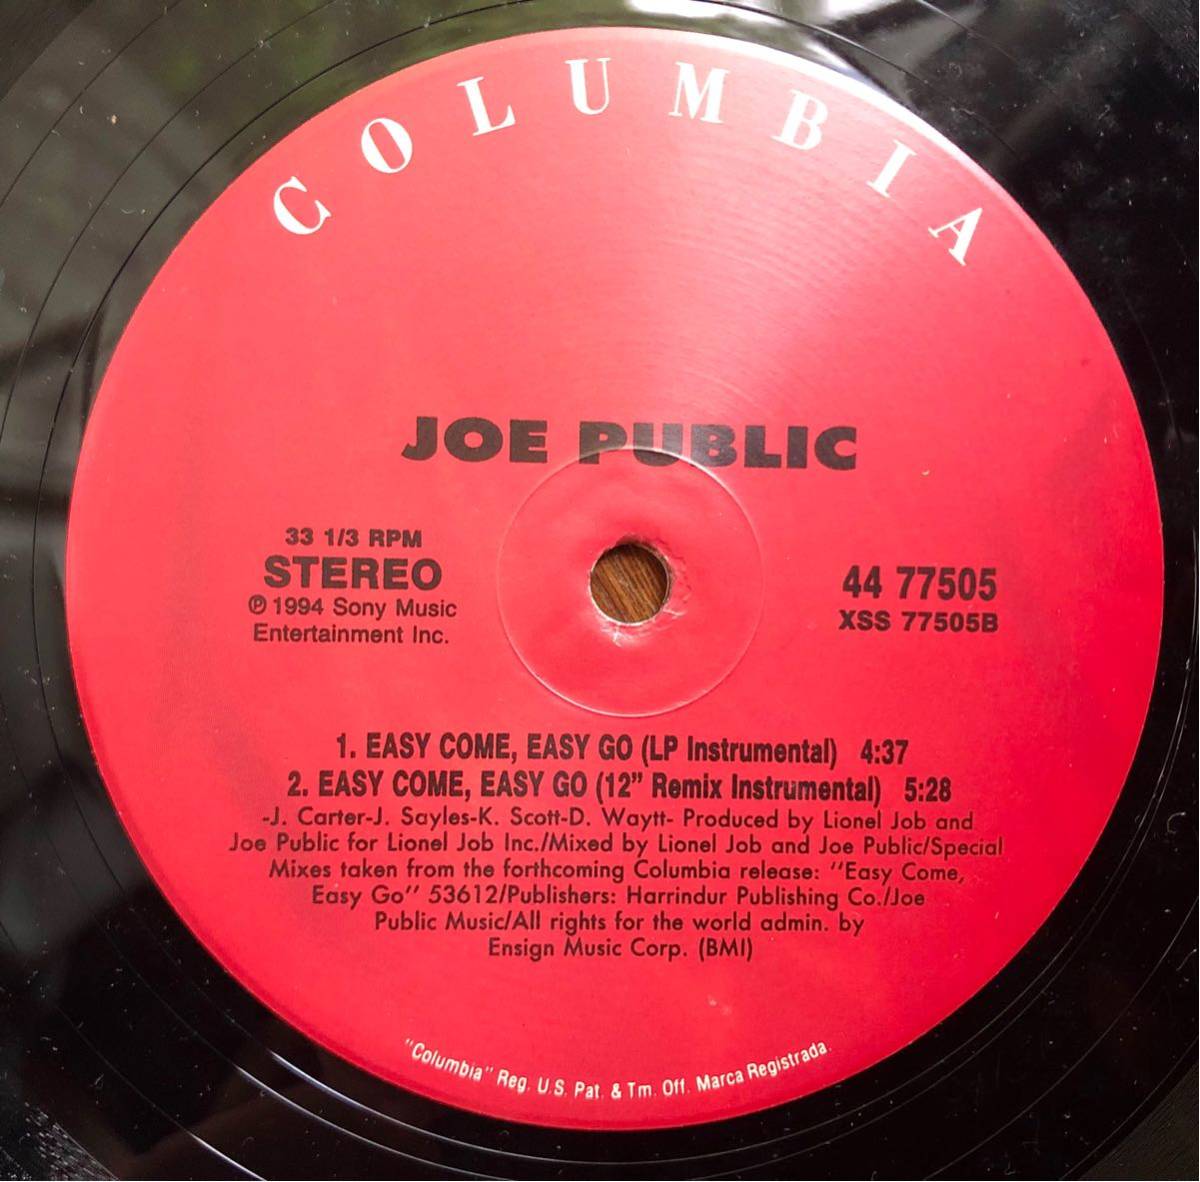 COLUMBIA
JOE PUBLIC
33 1/3 RPM
STEREO
℗ 1994 Sony Music
Entertainment Inc.
44 77505
XSS 77505B
1. EASY COME, EASY GO (LP Instrumental) 4:37
2. EASY COME, EASY GO (12” Remix Instrumental) 5:28
-J. Carter-J. Sayles-K. Scott-D. Waytt- Produced by Lionel Job and
Joe Public for Lionel Job Inc./Mixed by Lionel Job and Joe Public/Special
Mixes taken from the forthcoming Columbia release: "Easy Come,
Easy Go" 53612/Publishers: Harrindur Publishing Co./Joe
Public Music/All rights for the world admin. by
Ensign Music Corp. (BMI)
"Columbia" Reg. U.S. Pat. & Tm. Off. Marca Registrada.